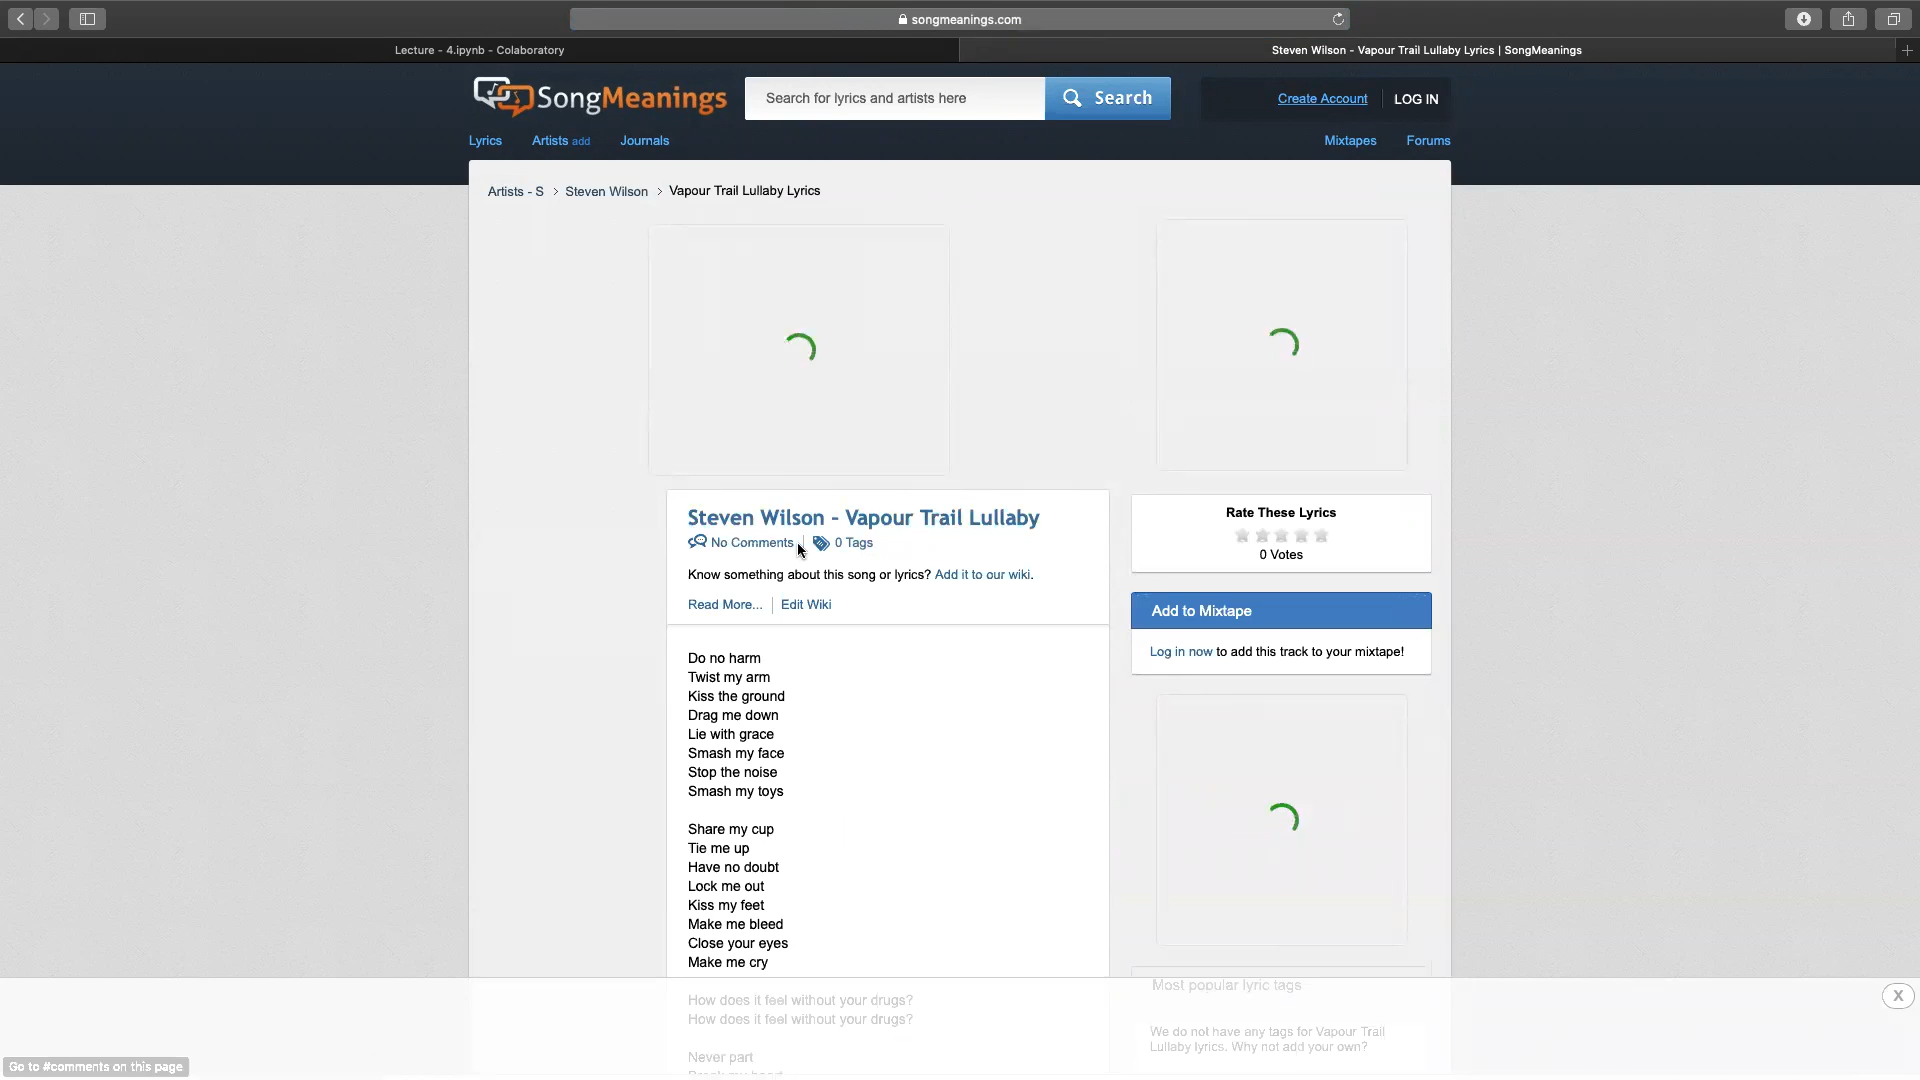 songmeanings.com
Lecture - 4.ipynb - Colaboratory
Steven Wilson - Vapour Trail Lullaby Lyrics | SongMeanings
SongMeanings
Search for lyrics and artists here
Search
Create Account
LOG IN
Lyrics
Artists add
Journals
Mixtapes
Forums
Artists - S > Steven Wilson > Vapour Trail Lullaby Lyrics
Steven Wilson - Vapour Trail Lullaby
No Comments
0 Tags
Know something about this song or lyrics? Add it to our wiki.
Read More...
Edit Wiki
Do no harm
Twist my arm
Kiss the ground
Drag me down
Lie with grace
Smash my face
Stop the noise
Smash my toys
Share my cup
Tie me up
Have no doubt
Lock me out
Kiss my feet
Make me bleed
Close your eyes
Make me cry
How does it feel without your drugs?
How does it feel without your drugs?
Never part
Rate These Lyrics
0 Votes
Add to Mixtape
Log in now to add this track to your mixtape!
Most popular lyric tags
We do not have any tags for Vapour Trail
Lullaby lyrics. Why not add your own?
X
Go to #comments on this page